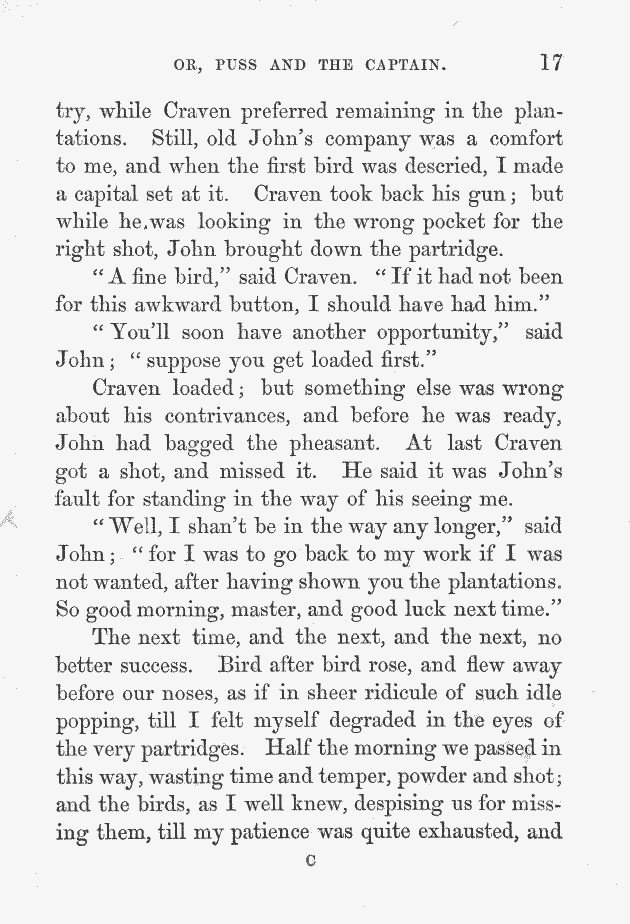 OR, PUSS AND THE CAPTAIN. 17
try, while Craven preferred remaining in the plan-
tations. Still, old John's company was a comfort
to me, and when the first bird was descried, I made
a capital set at it. Craven took back his gun; but
while he.was looking in the wrong pocket for the
right shot, John brought down the partridge.
"A fine bird," said Craven. "If it had not been
for this awkward button, I should have had him."
"You'll soon have another opportunity," said
John; "suppose you get loaded first."
Craven loaded; but something else was wrong
about his contrivances, and before he was ready,
John had bagged the pheasant. At last Craven
got a shot, and missed it. He said it was John's
fault for standing in the way of his seeing me.
"Well, I shan't be in the way any longer," said
John; "for I was to go back to my work if I was
not wanted, after having shown you the plantations.
So good morning, master, and good luck next time."
The next time, and the next, and the next, no
better success. Bird after bird rose, and flew away
before our noses, as if in sheer ridicule of such idle
popping, till I felt myself degraded in the eyes of
the very partridges. Half the morning we passed in
this way, wasting time and temper, powder and shot;
and the birds, as I well knew, despising us for miss-
ing them, till my patience was quite exhausted, and
C